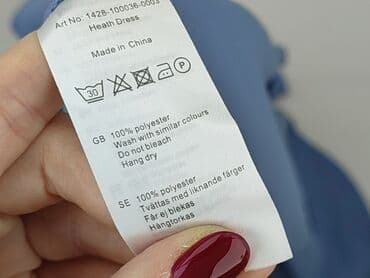 Art No: 1428-100036-0003
Heath Dress
Made in China
30
P
GB 100% polyester
Wash with similar colours
Do not bleach
Hang dry
SE 100% polyester
Tvättas med liknande färger
Får ej blekas
Hängtorkas